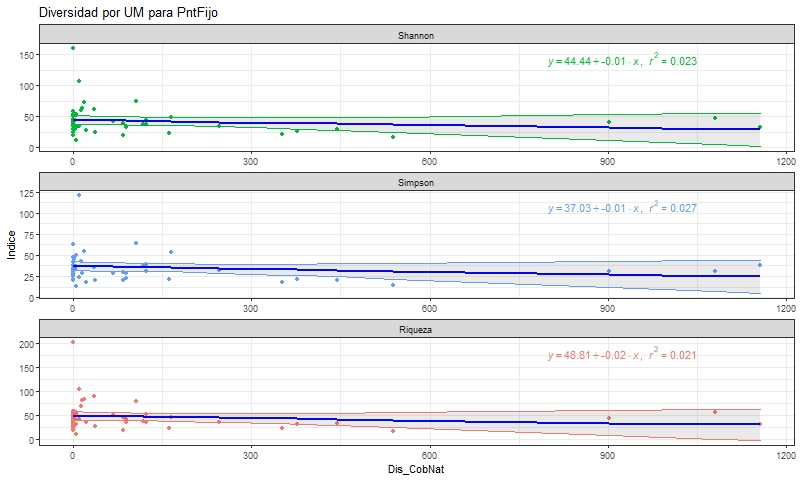 Diversidad por UM para PntFijo
Shannon
y = 44.44 + -0.01 · x, r² = 0.023
150
100
50
0
0 300 600 900 1200
Simpson
y = 37.03 + -0.01 · x, r² = 0.027
125
100
75
50
25
0
Indice
0 300 600 900 1200
Riqueza
y = 48.81 + -0.02 · x, r² = 0.021
200
150
100
50
0
0 300 600 900 1200
Dis_CobNat